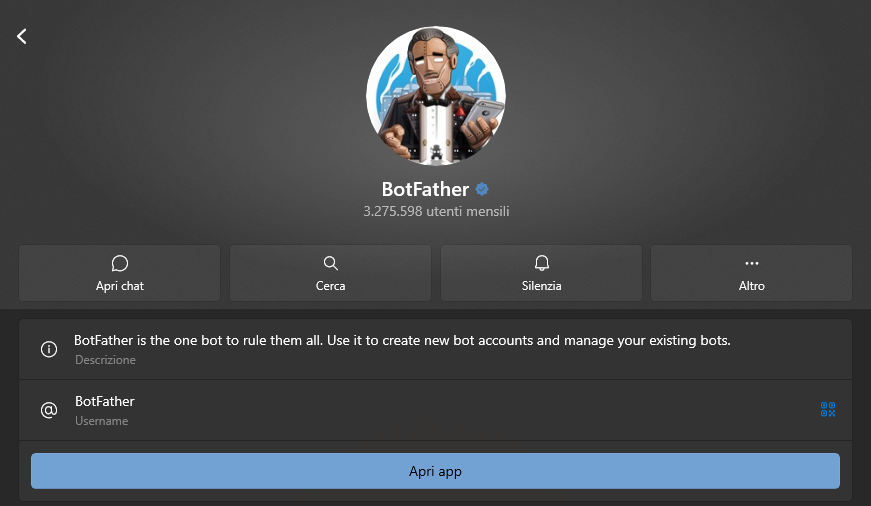 BotFather
3.275.598 utenti mensili
Apri chat
Cerca
Silenzia
Altro
BotFather is the one bot to rule them all. Use it to create new bot accounts and manage your existing bots.
Descrizione
BotFather
Username
Apri app